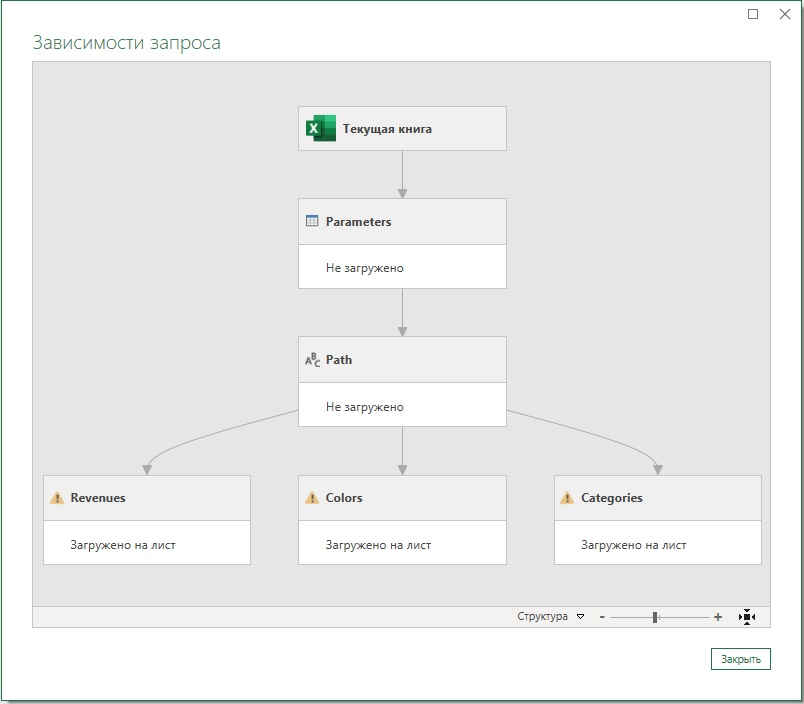 Зависимости запроса
Текущая книга
Parameters
Не загружено
Path
Не загружено
Revenues
Colors
Categories
Загружено на лист
Загружено на лист
Загружено на лист
Структура
Закрыть